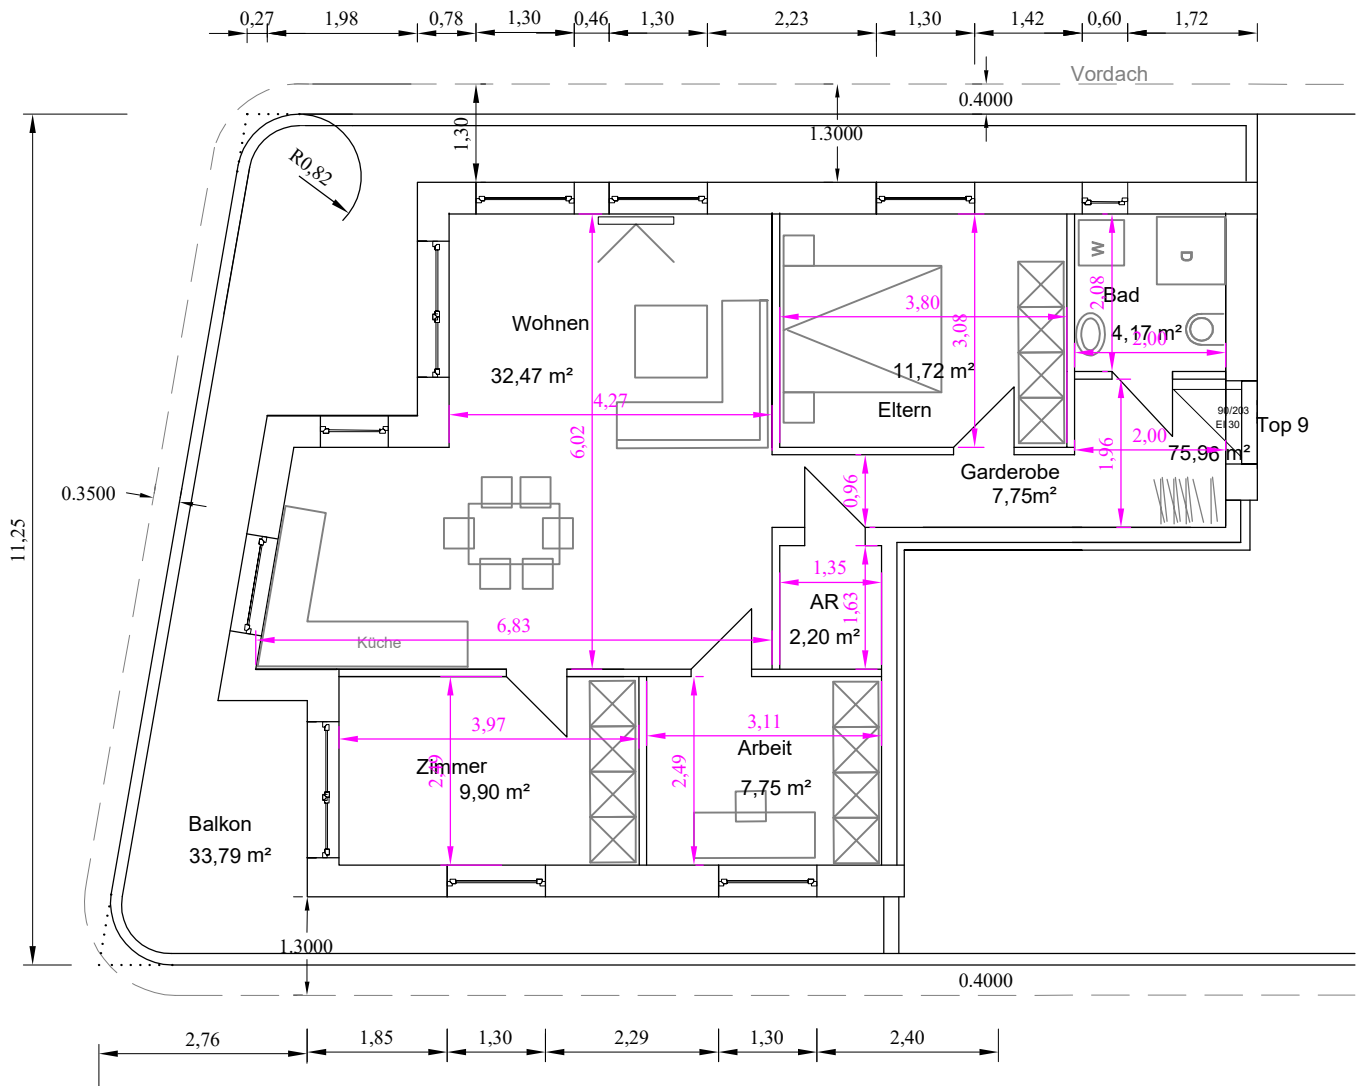 0,27 1,98 0,78 1,30 0,46 1,30 2,23 1,30 1,42 0,60 1,72
Vordach
0.4000
1,30
1.3000
R0,82
W
D
2,08
Bad
4,17 m²
2,00
3,80
3,08
11,72 m²
Eltern
Wohnen
32,47 m²
4,27
6,02
90/203
EI 30
Top 9
75,96 m²
2,00
1,96
Garderobe
7,75m²
0,96
0.3500
11,25
1,35
AR
1,63
2,20 m²
6,83
Küche
3,97
Zimmer
2,49
9,90 m²
3,11
Arbeit
2,49
7,75 m²
Balkon
33,79 m²
1.3000
0.4000
2,76 1,85 1,30 2,29 1,30 2,40